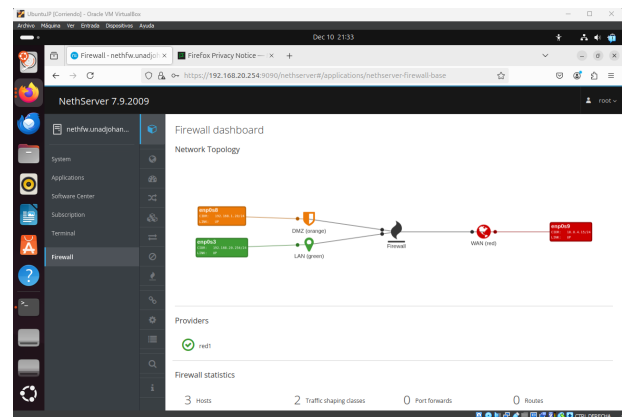 UbuntuJP [Corriendo] - Oracle VM VirtualBox
Archivo Máquina Ver Entrada Dispositivos Ayuda
Dec 10 21:33
Firewall - nethfw.unadjoh
Firefox Privacy Notice —
https://192.168.20.254:9090/nethserver#/applications/nethserver-firewall-base
NethServer 7.9.2009
root
nethfw.unadjohan...
System
Applications
Software Center
Subscription
Terminal
Firewall
Firewall dashboard
Network Topology
enp0s8
DMZ (orange)
enp0s3
LAN (green)
Firewall
WAN (red)
enp0s9
Providers
red1
Firewall statistics
3 Hosts
2 Traffic shaping classes
0 Port forwards
0 Routes
CTRL DERECHA